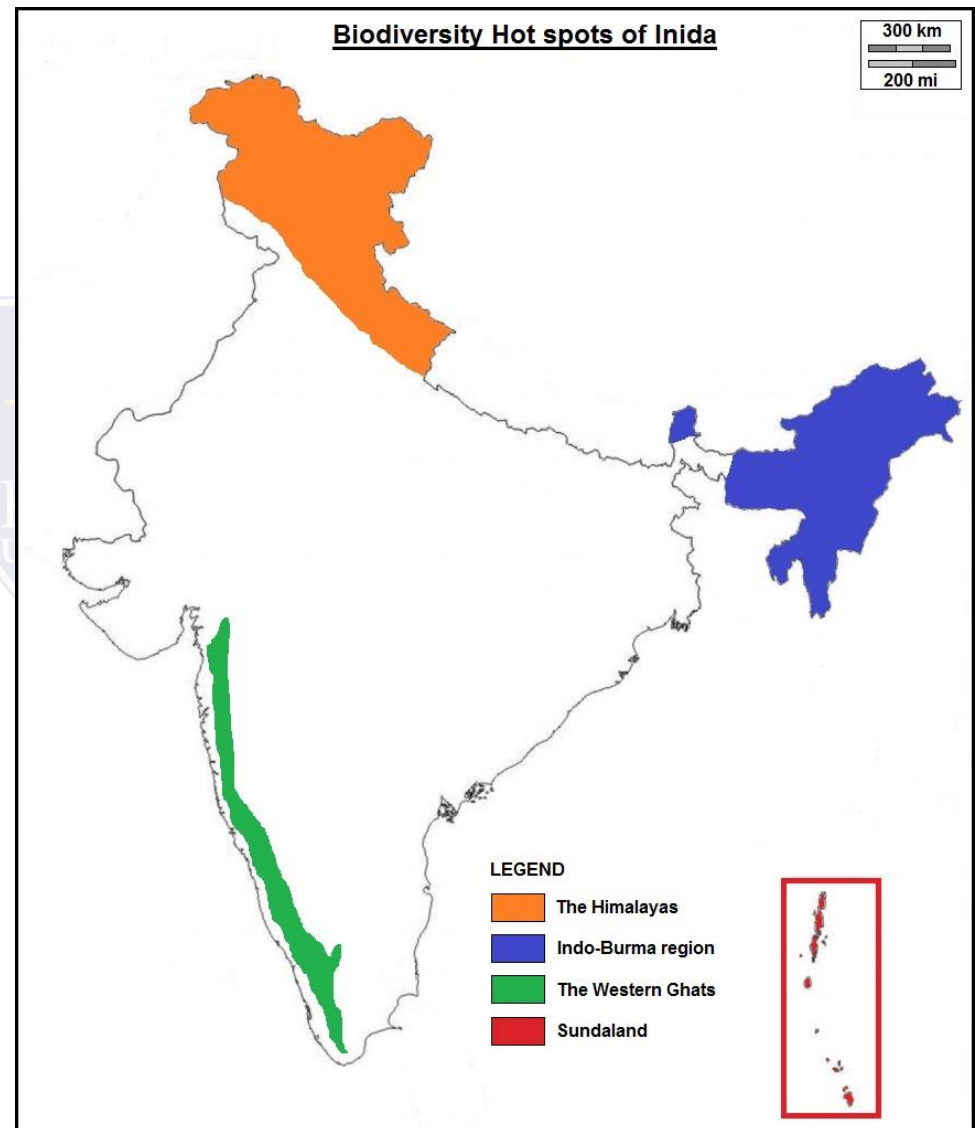 Biodiversity Hot spots of Inida
300 km
200 mi
LEGEND
The Himalayas
Indo-Burma region
The Western Ghats
Sundaland